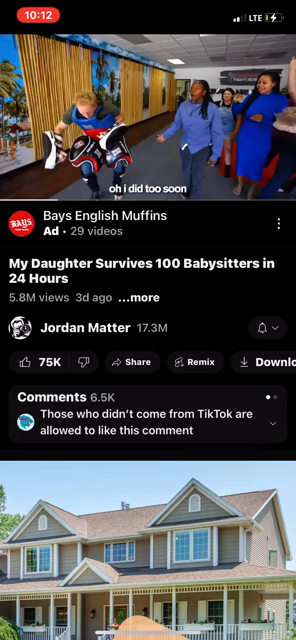 10:12
LTE
oh i did too soon
BAYS
Bays English Muffins
Ad • 29 videos
My Daughter Survives 100 Babysitters in
24 Hours
5.8M views 3d ago ...more
Jordan Matter 17.3M
75K
Share
Remix
Downlo
Comments 6.5K
Those who didn't come from TikTok are
allowed to like this comment